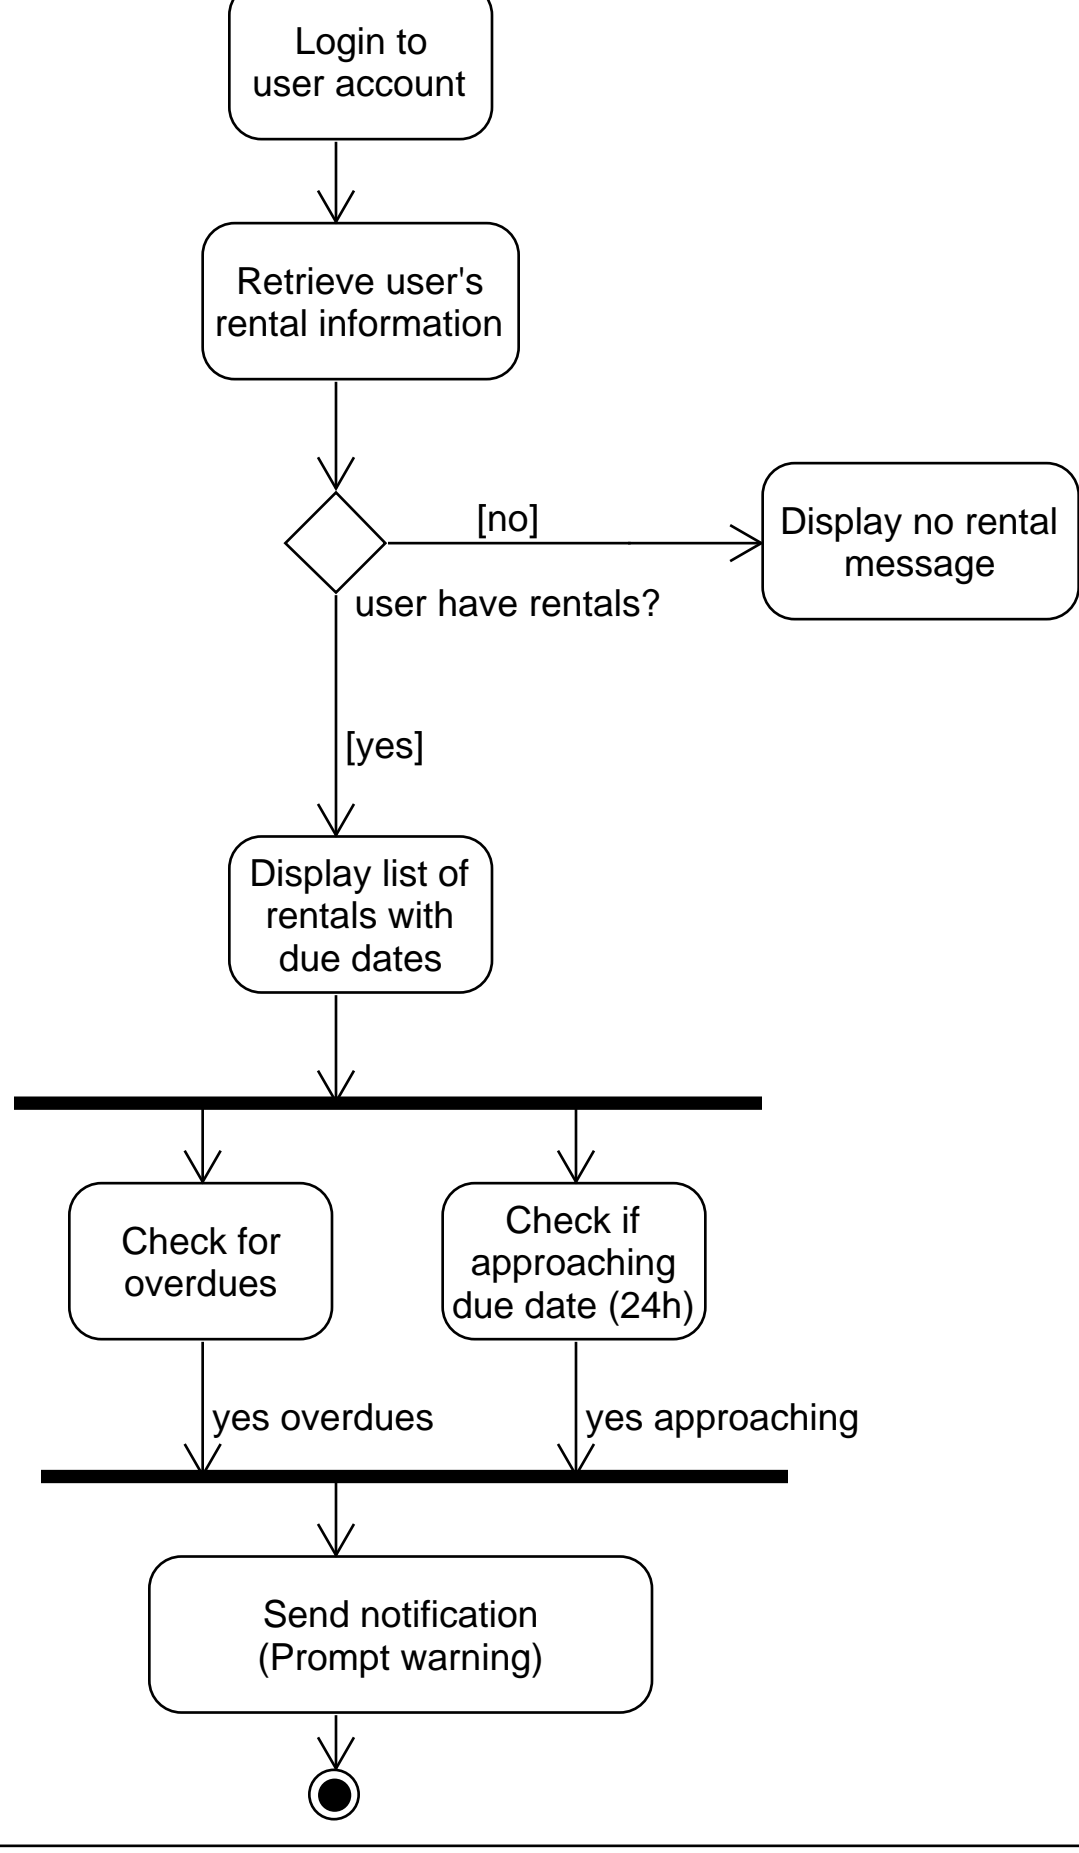 Login to
user account
Retrieve user's
rental information
[no]
Display no rental
message
user have rentals?
[yes]
Display list of
rentals with
due dates
Check for
overdues
Check if
approaching
due date (24h)
yes overdues
yes approaching
Send notification
(Prompt warning)